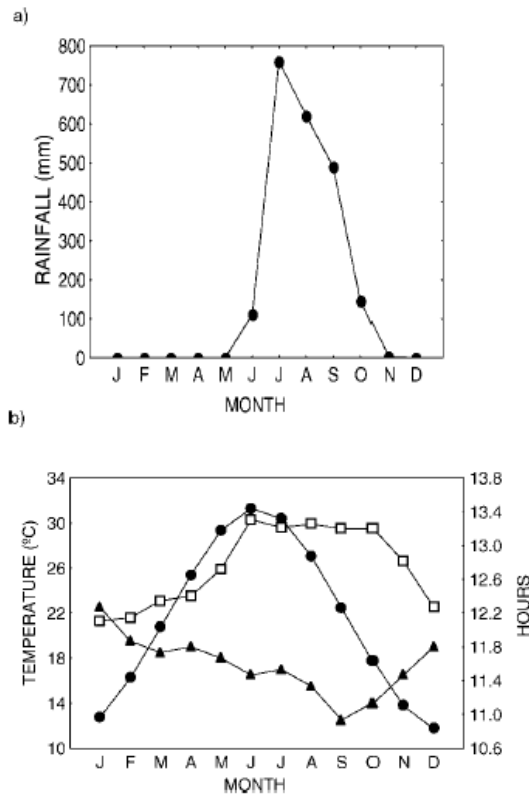 a)
800
700
600
500
400
300
200
100
0
RAINFALL (mm)
J F M A M J J A S O N D
MONTH
b)
34
30
26
22
18
14
10
TEMPERATURE (ºC)
13.8
13.4
13.0
12.6
12.2
11.8
11.4
11.0
10.6
HOURS
J F M A M J J A S O N D
MONTH